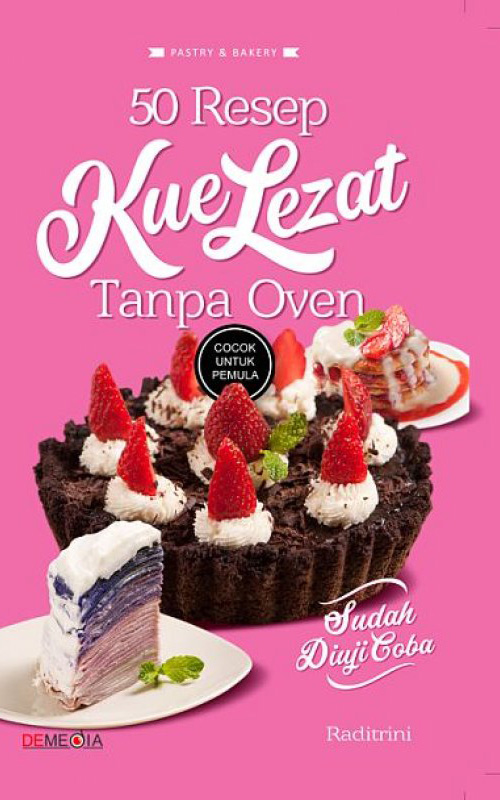 PASTRY & BAKERY
50 Resep
Kue Lezat
Tanpa Oven
COCOK
UNTUK
PEMULA
Sudah
Diuji Coba
DEMEDIA
Raditrini